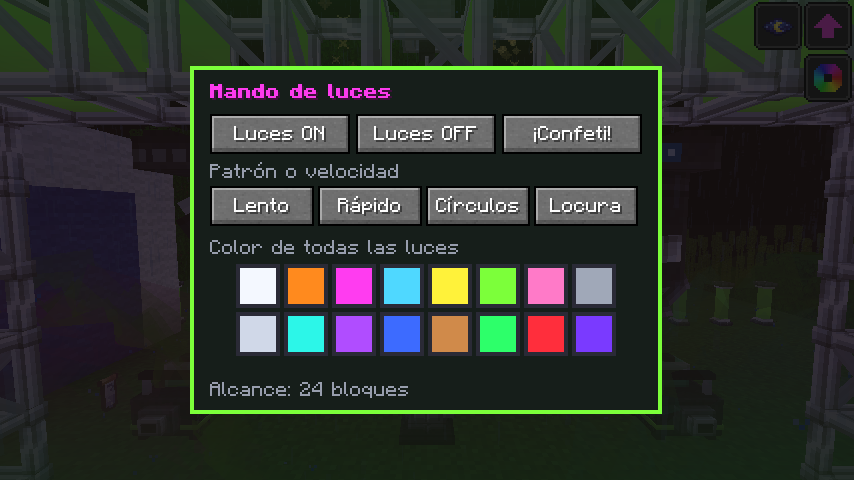 Mando de luces
Luces ON Luces OFF ¡Confeti!
Patrón o velocidad
Lento Rápido Círculos Locura
Color de todas las luces
Alcance: 24 bloques